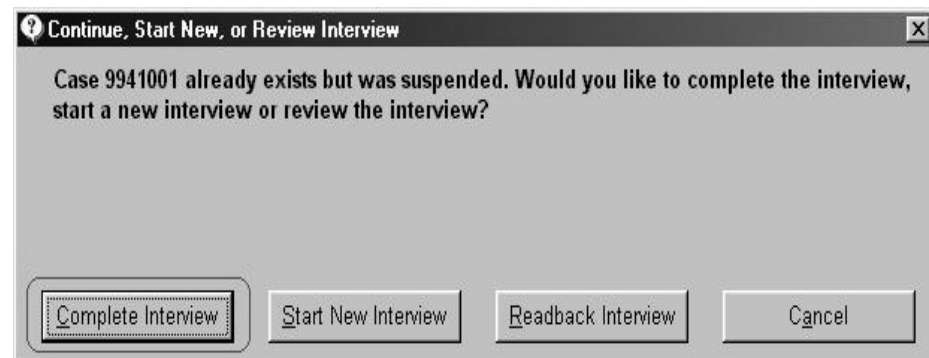 Continue, Start New, or Review Interview
Case 9941001 already exists but was suspended. Would you like to complete the interview,
start a new interview or review the interview?
Complete Interview
Start New Interview
Readback Interview
Cancel